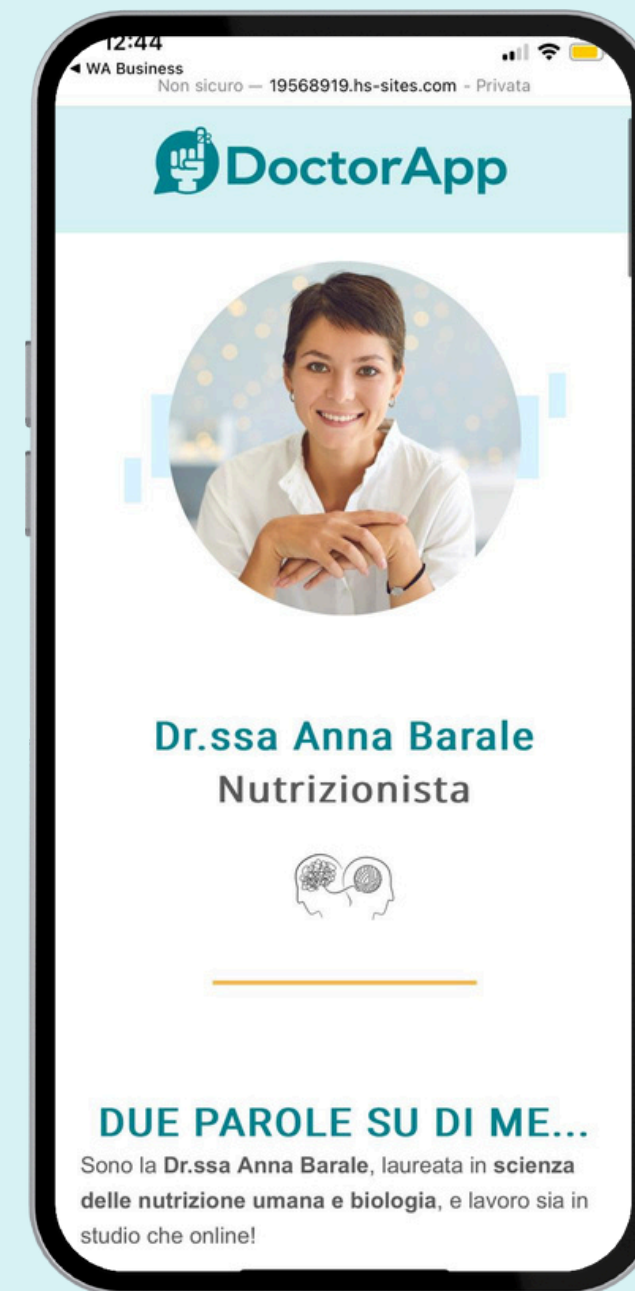 12:44
◀ WA Business
Non sicuro — 19568919.hs-sites.com - Privata
DoctorApp
Dr.ssa Anna Barale
Nutrizionista
DUE PAROLE SU DI ME...
Sono la Dr.ssa Anna Barale, laureata in scienza
delle nutrizione umana e biologia, e lavoro sia in
studio che online!